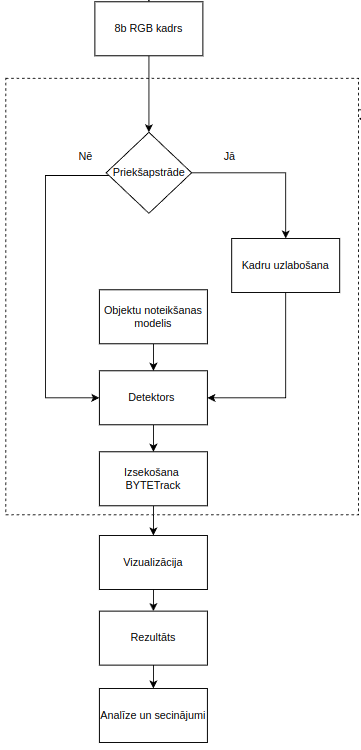 8b RGB kadrs
Nē
Jā
Priekšapstrāde
Kadru uzlabošana
Objektu noteikšanas
modelis
Detektors
Izsekošana
BYTETrack
Vizualizācija
Rezultāts
Analīze un secinājumi